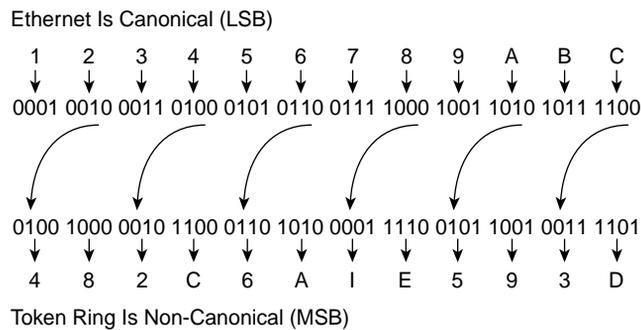 Ethernet Is Canonical (LSB)
1 2 3 4 5 6 7 8 9 A B C
0001 0010 0011 0100 0101 0110 0111 1000 1001 1010 1011 1100
0100 1000 0010 1100 0110 1010 0001 1110 0101 1001 0011 1101
4 8 2 C 6 A I E 5 9 3 D
Token Ring Is Non-Canonical (MSB)